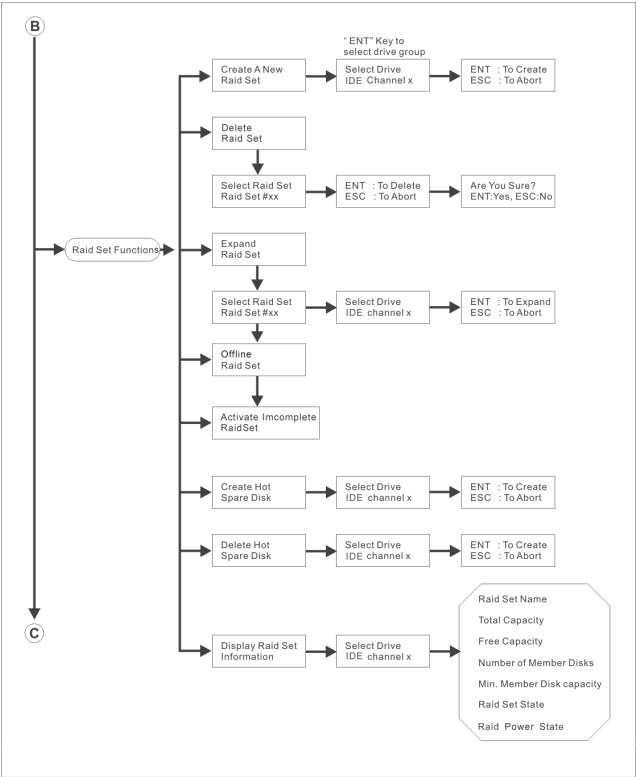 B
“ ENT” Key to
select drive group
Create A New
Raid Set
Select Drive
IDE Channel x
ENT : To Create
ESC : To Abort
Delete
Raid Set
Select Raid Set
Raid Set #xx
ENT : To Delete
ESC : To Abort
Are You Sure?
ENT:Yes, ESC:No
Raid Set Functions
Expand
Raid Set
Select Raid Set
Raid Set #xx
Select Drive
IDE channel x
ENT : To Expand
ESC : To Abort
Offline
Raid Set
Activate Imcomplete
RaidSet
Create Hot
Spare Disk
Select Drive
IDE channel x
ENT : To Create
ESC : To Abort
Delete Hot
Spare Disk
Select Drive
IDE channel x
ENT : To Create
ESC : To Abort
C
Display Raid Set
Information
Select Drive
IDE channel x
Raid Set Name
Total Capacity
Free Capacity
Number of Member Disks
Min. Member Disk capacity
Raid Set State
Raid Power State